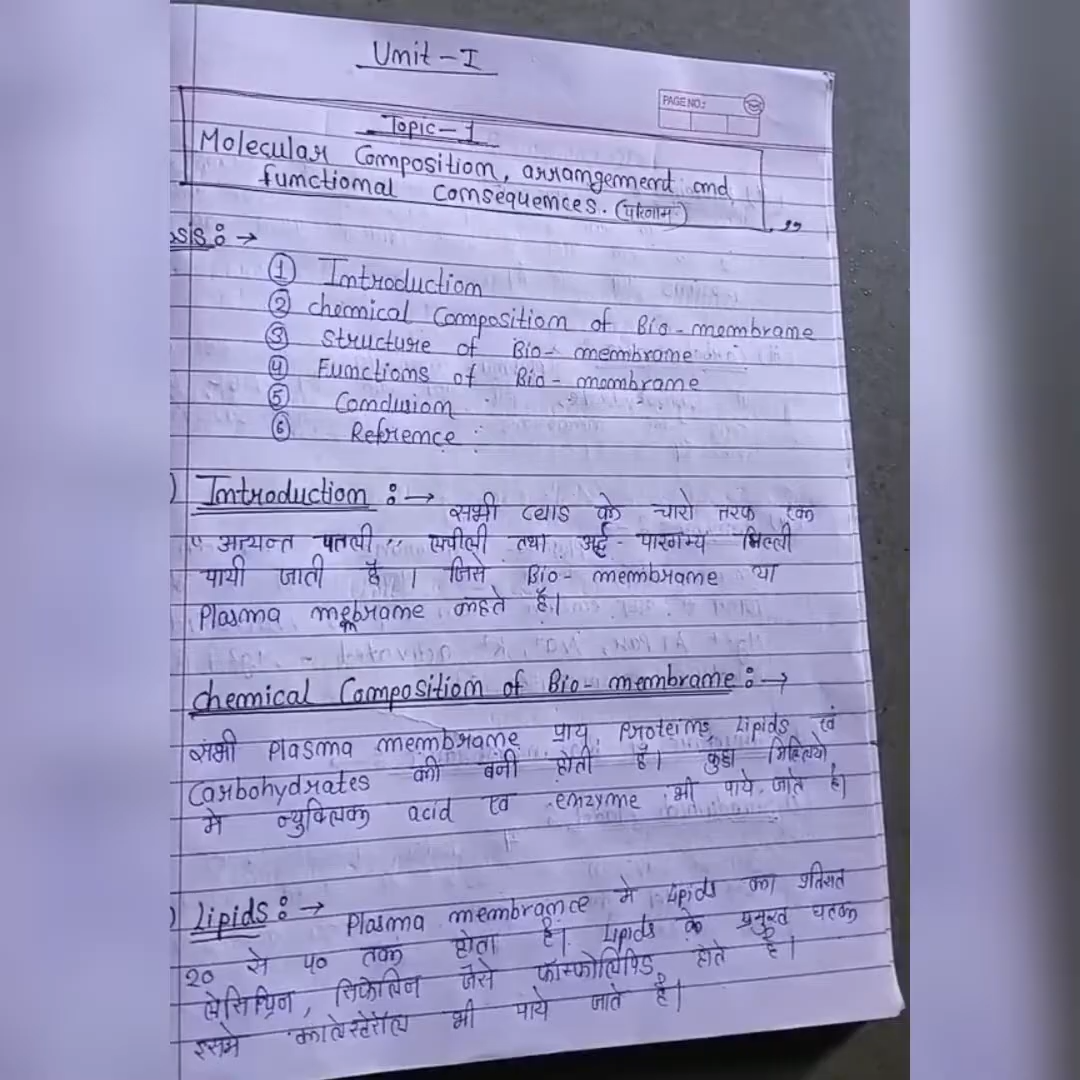 Unit-I
PAGE NO.:
Topic-1
Molecular Composition, arrangement and
functional Consequences. (परिणाम)
osis :→
① Introduction
② chemical Composition of Bio-membrane
③ Structure of Bio-membrane
④ Functions of Bio-membrane
⑤ Conclusion
⑥ Refrience
) Introduction :→ सभी cells के चारो तरफ एक
" अत्यन्त पतली, लचीली तथा अर्द्ध-पारगम्य झिल्ली
पायी जाती है। जिसे Bio-membrane या
Plasma membrane कहते हैं।
chemical Composition of Bio-membrane :→
सभी Plasma membrane प्राय Proteins, Lipids एवं
Carbohydrates की बनी होती है। कुछ झिल्लियो
मे न्युक्लिक acid एवं enzyme भी पाये जाते है।
) Lipids :→ Plasma membrance मे Lipids का प्रतिशत
20 से 40 तक होता है। Lipids के प्रमुख घटक
लेसिथिन, सिफेलिन जैसे फॉस्फोलिपिड होते है।
इसमे कोलेस्टेरॉल भी पाये जाते है।